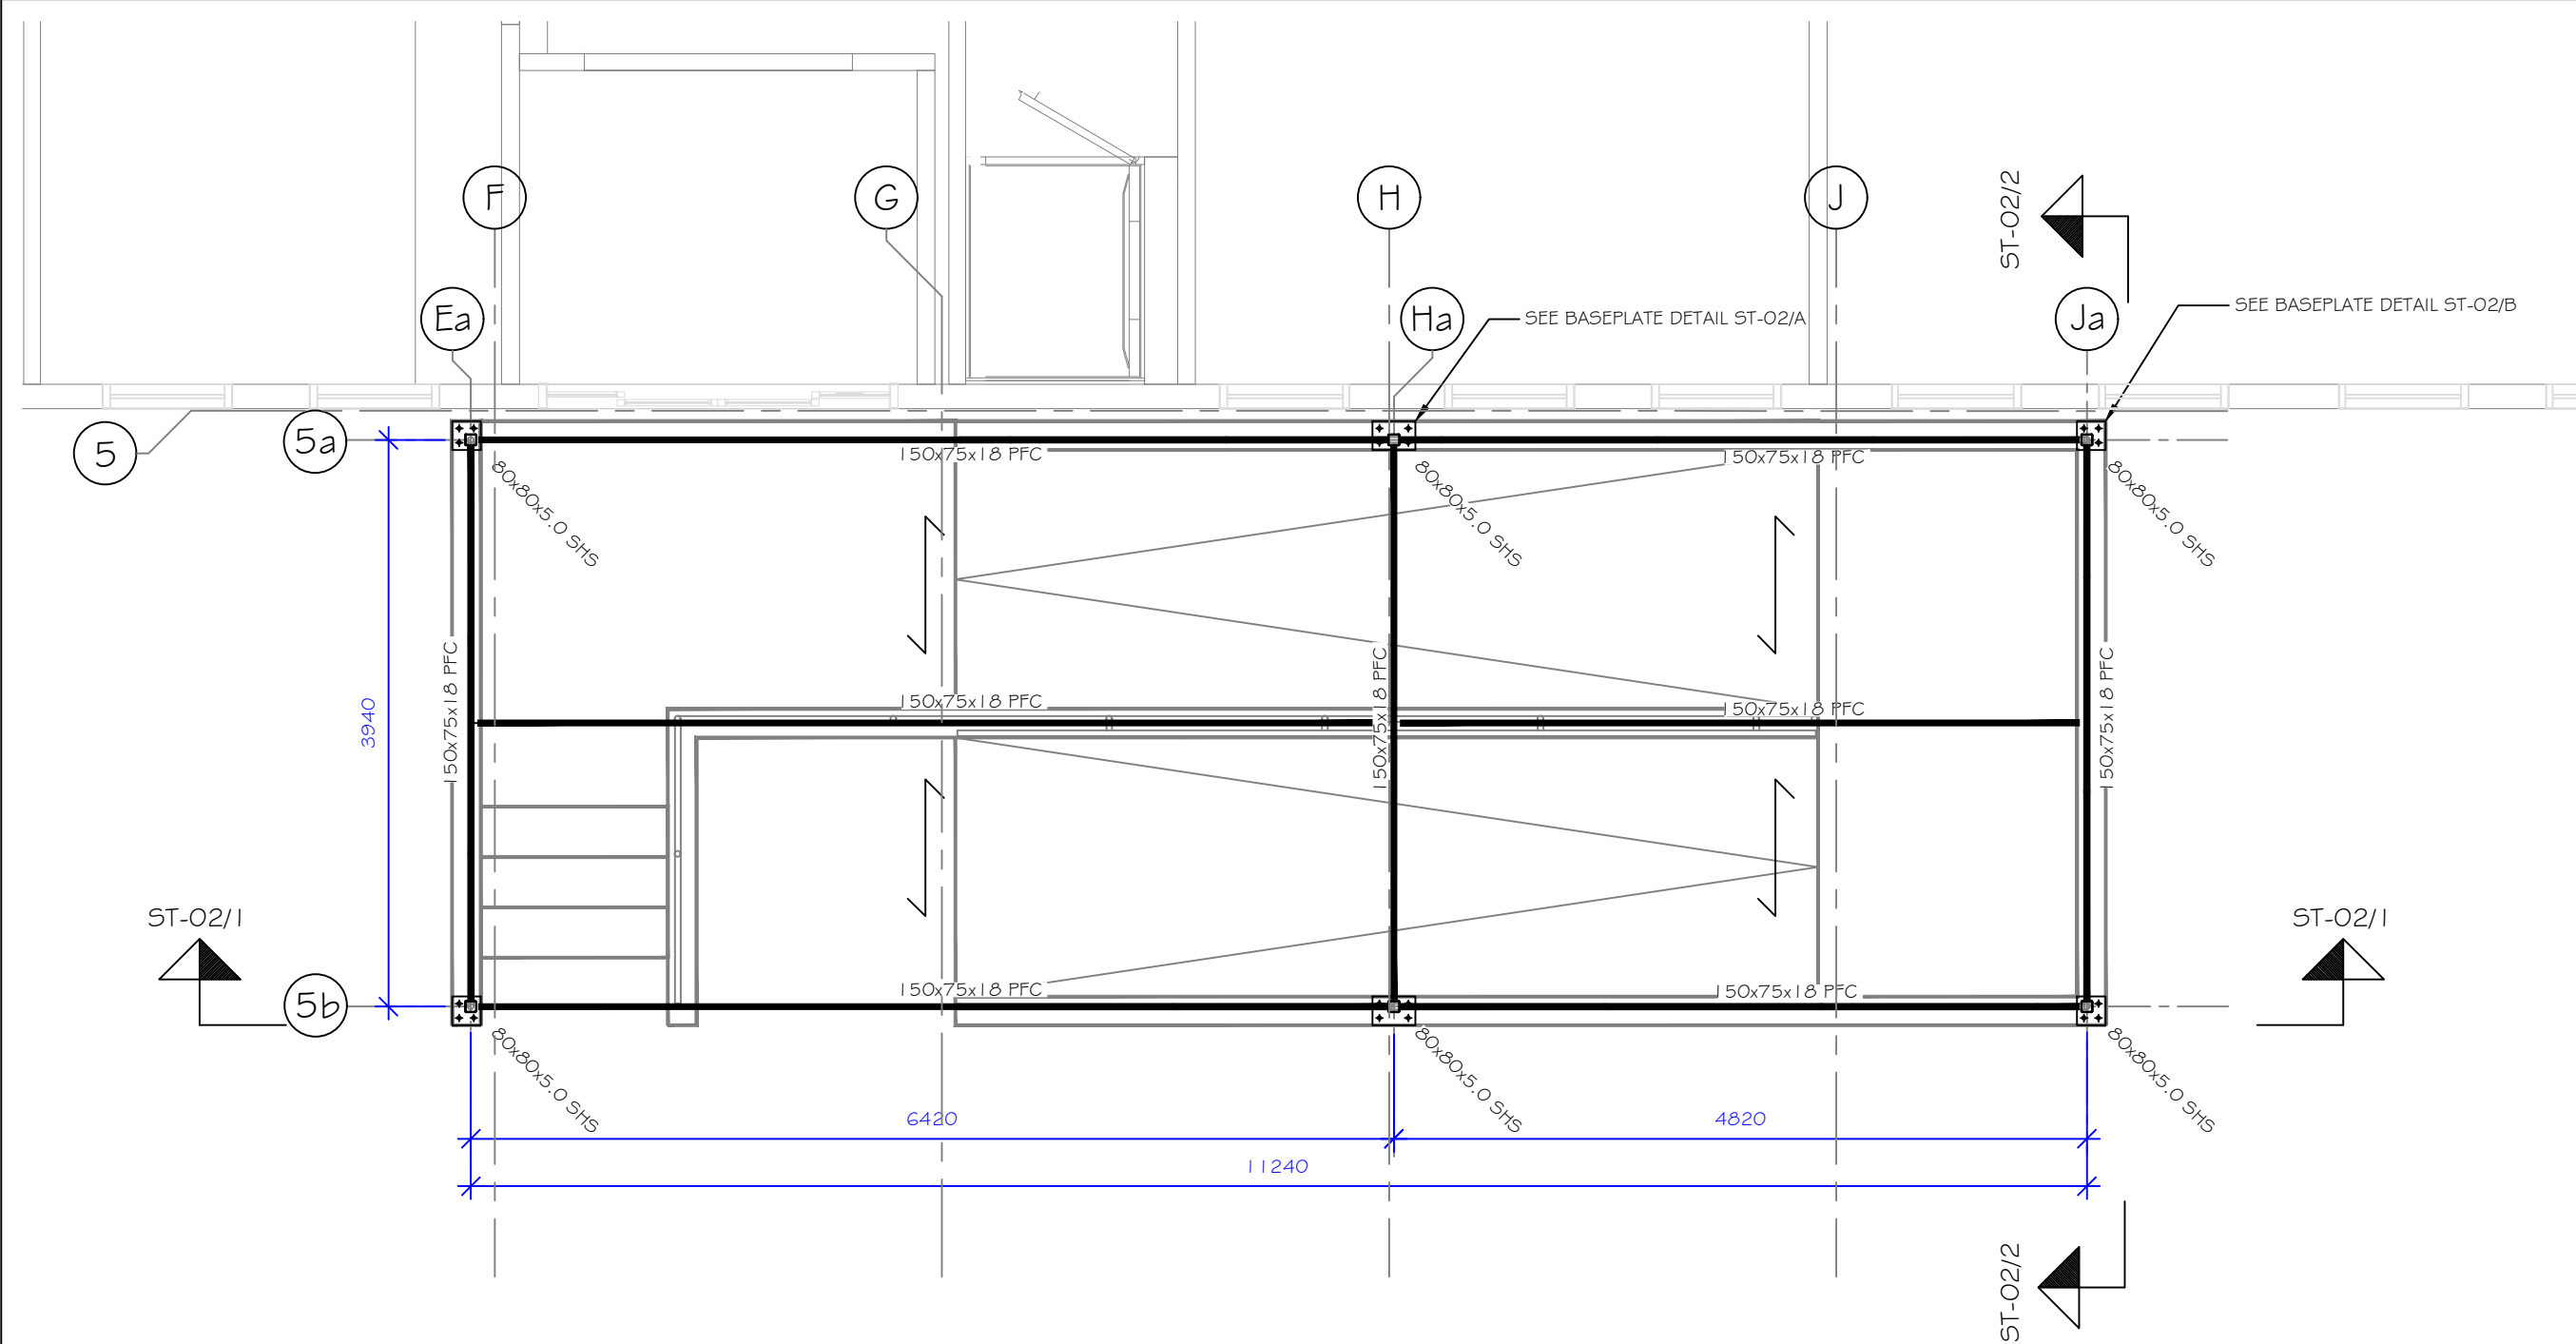 F
G
H
J
ST-02/2
Ea
Ha
SEE BASEPLATE DETAIL ST-02/A
Ja
SEE BASEPLATE DETAIL ST-02/B
5
5a
150x75x18 PFC
150x75x18 PFC
80x80x5.0 SHS
80x80x5.0 SHS
80x80x5.0 SHS
3940
150x75x18 PFC
150x75x18 PFC
150x75x18 PFC
150x75x18 PFC
150x75x18 PFC
ST-02/1
ST-02/1
5b
150x75x18 PFC
150x75x18 PFC
80x80x5.0 SHS
80x80x5.0 SHS
80x80x5.0 SHS
6420
4820
11240
ST-02/2